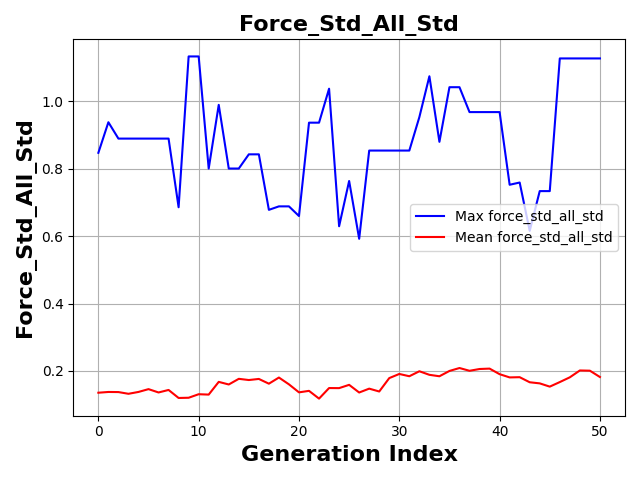 Force_Std_All_Std
Force_Std_All_Std
1.0
0.8
0.6
0.4
0.2
Max force_std_all_std
Mean force_std_all_std
0 10 20 30 40 50
Generation Index